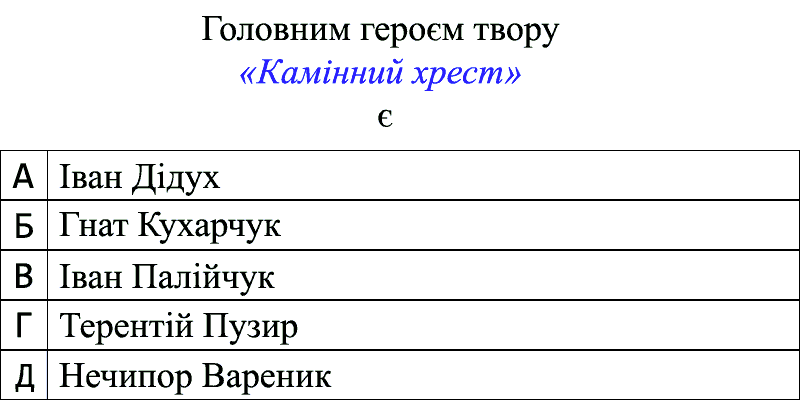 Головним героєм твору
«Камінний хрест»
є
А Іван Дідух
Б Гнат Кухарчук
В Іван Палійчук
Г Терентій Пузир
Д Нечипор Вареник